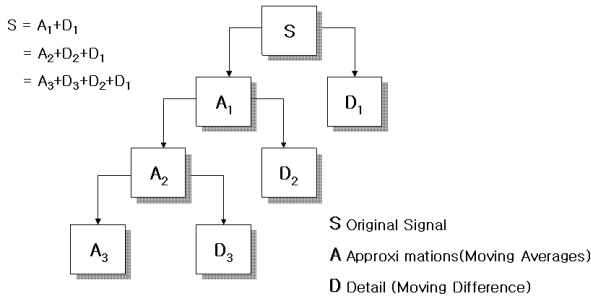 S = A₁+D₁
= A₂+D₂+D₁
= A₃+D₃+D₂+D₁
S
A₁
D₁
A₂
D₂
A₃
D₃
S Original Signal
A Approxi mations(Moving Averages)
D Detail (Moving Difference)